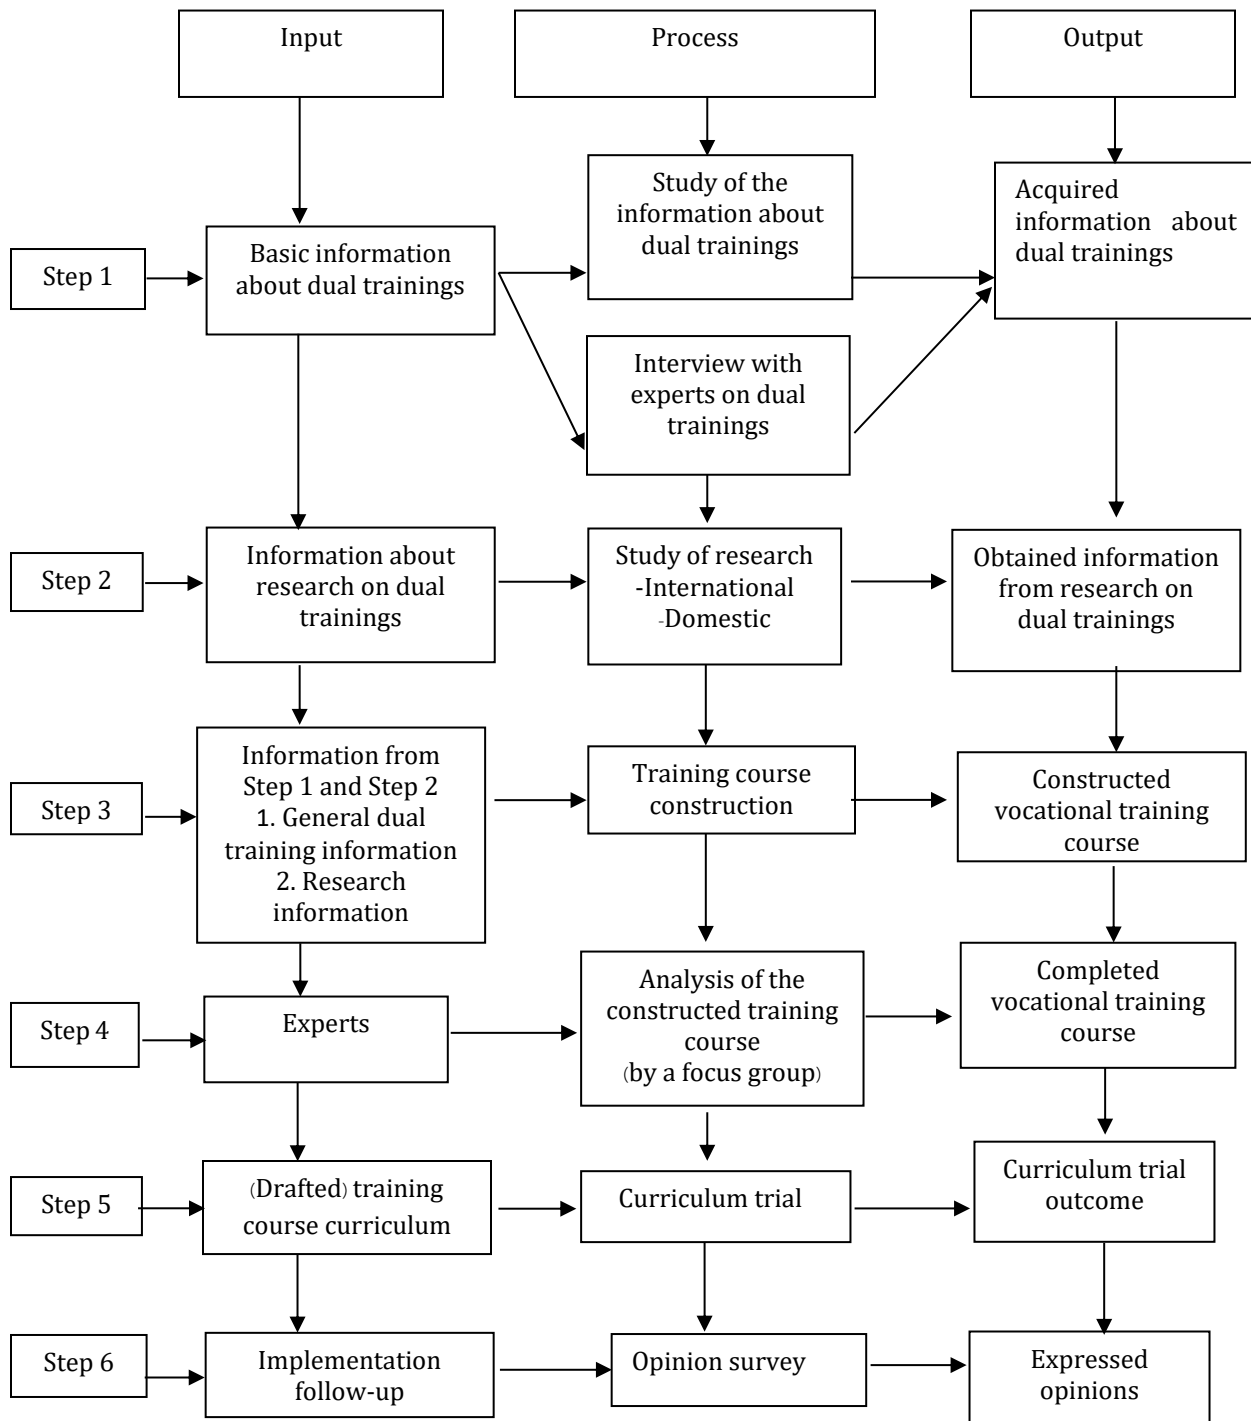 Input
Process
Output
Step 1
Basic information
about dual trainings
Study of the
information about
dual trainings
Interview with
experts on dual
trainings
Acquired
information about
dual trainings
Step 2
Information about
research on dual
trainings
Study of research
-International
-Domestic
Obtained information
from research on
dual trainings
Step 3
Information from
Step 1 and Step 2
1. General dual
training information
2. Research
information
Training course
construction
Constructed
vocational training
course
Step 4
Experts
Analysis of the
constructed training
course
(by a focus group)
Completed
vocational training
course
Step 5
(Drafted) training
course curriculum
Curriculum trial
Curriculum trial
outcome
Step 6
Implementation
follow-up
Opinion survey
Expressed
opinions